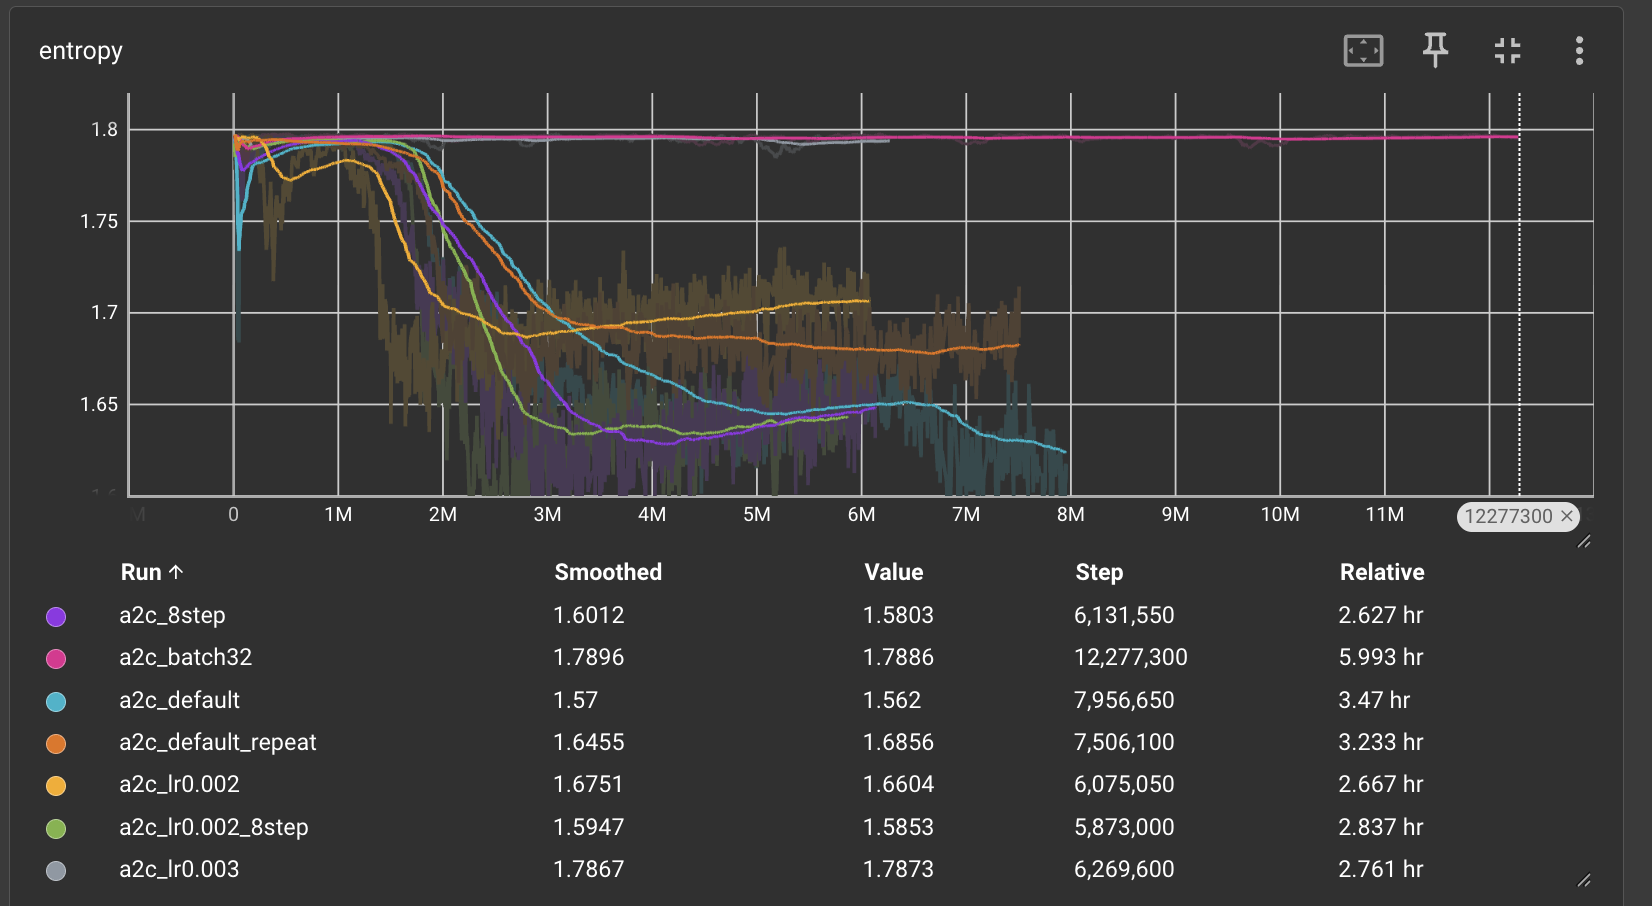 entropy
1.8
1.75
1.7
1.65
1.6
M 0 1M 2M 3M 4M 5M 6M 7M 8M 9M 10M 11M 12277300 ×
Run ↑ Smoothed Value Step Relative
a2c_8step 1.6012 1.5803 6,131,550 2.627 hr
a2c_batch32 1.7896 1.7886 12,277,300 5.993 hr
a2c_default 1.57 1.562 7,956,650 3.47 hr
a2c_default_repeat 1.6455 1.6856 7,506,100 3.233 hr
a2c_lr0.002 1.6751 1.6604 6,075,050 2.667 hr
a2c_lr0.002_8step 1.5947 1.5853 5,873,000 2.837 hr
a2c_lr0.003 1.7867 1.7873 6,269,600 2.761 hr